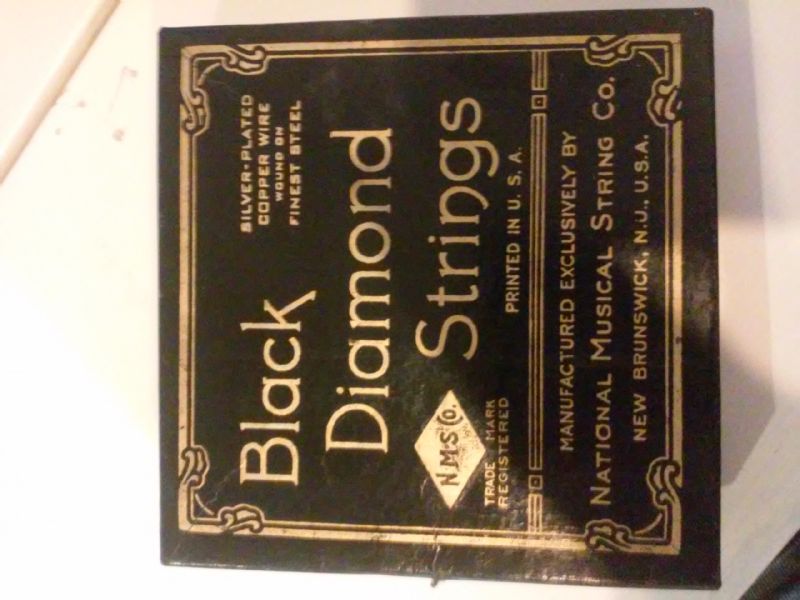 Black
SILVER-PLATED
COPPER WIRE
WOUND ON
FINEST STEEL
Diamond
Strings
N.M.S Co.
TRADE MARK
REGISTERED
PRINTED IN U. S. A.
MANUFACTURED EXCLUSIVELY BY
NATIONAL MUSICAL STRING CO.
NEW BRUNSWICK, N.J., U.S.A.